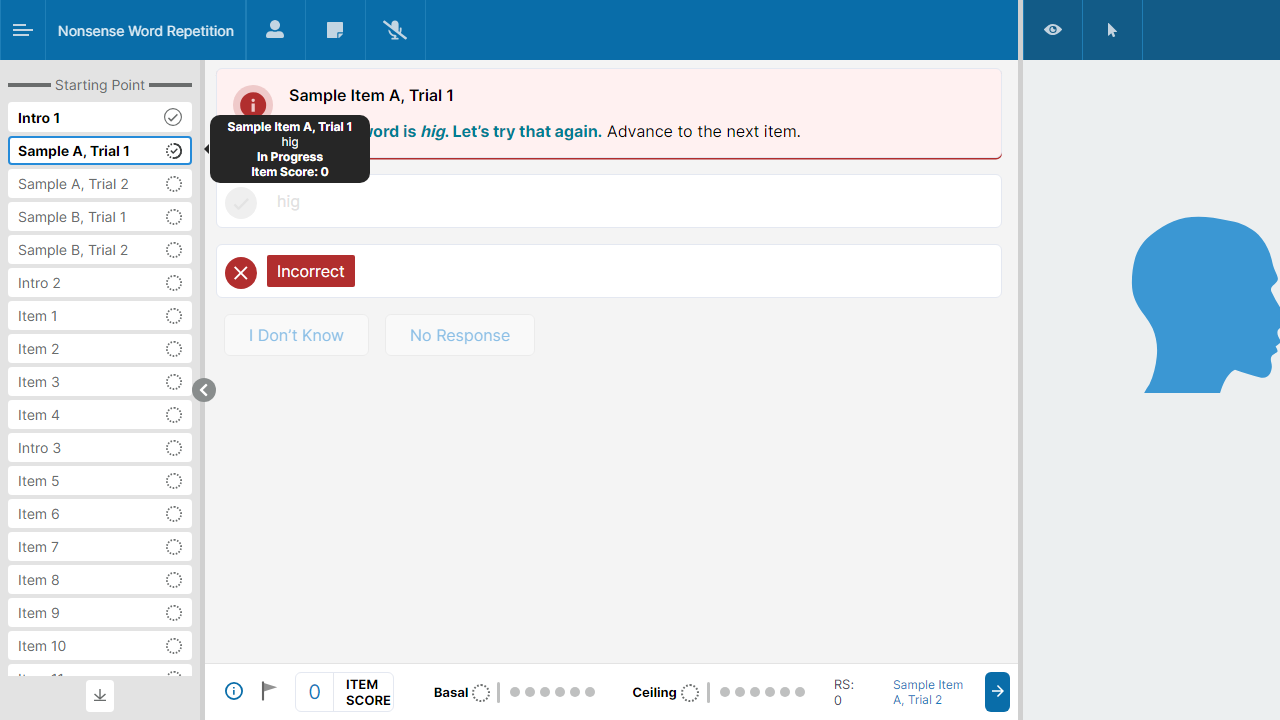 Nonsense Word Repetition
Starting Point
Intro 1
Sample A, Trial 1
Sample A, Trial 2
Sample B, Trial 1
Sample B, Trial 2
Intro 2
Item 1
Item 2
Item 3
Item 4
Intro 3
Item 5
Item 6
Item 7
Item 8
Item 9
Item 10
Sample Item A, Trial 1
word is hig. Let's try that again. Advance to the next item.
Sample Item A, Trial 1
hig
In Progress
Item Score: 0
hig
Incorrect
I Don't Know
No Response
0
ITEM
SCORE
Basal
Ceiling
RS:
0
Sample Item
A, Trial 2